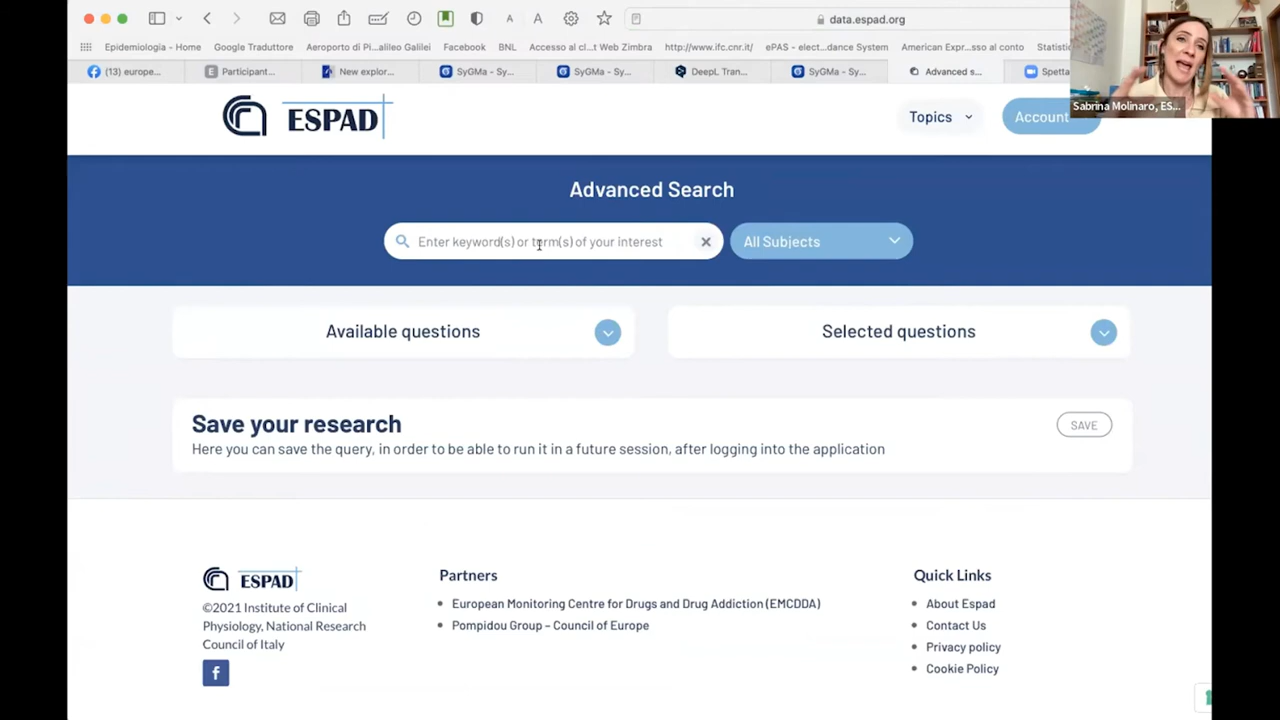 A A data.espad.org
Epidemiologia - Home Google Traduttore Aeroporto di Pi...alileo Galilei Facebook BNL Accesso al cl...t Web Zimbra http://www.ifc.cnr.it/ ePAS - elect...dance System American Expr...sso al conto Statistic
(13) europe... Participant... New explor... SyGMa - Sy... SyGMa - Sy... DeepL Tran... SyGMa - Sy... Advanced s... Spetta
Sabrina Molinaro, ES...
ESPAD Topics Account
Advanced Search
Enter keyword(s) or term(s) of your interest All Subjects
Available questions Selected questions
Save your research SAVE
Here you can save the query, in order to be able to run it in a future session, after logging into the application
ESPAD
©2021 Institute of Clinical
Physiology, National Research
Council of Italy
f
Partners
European Monitoring Centre for Drugs and Drug Addiction (EMCDDA)
Pompidou Group – Council of Europe
Quick Links
About Espad
Contact Us
Privacy policy
Cookie Policy